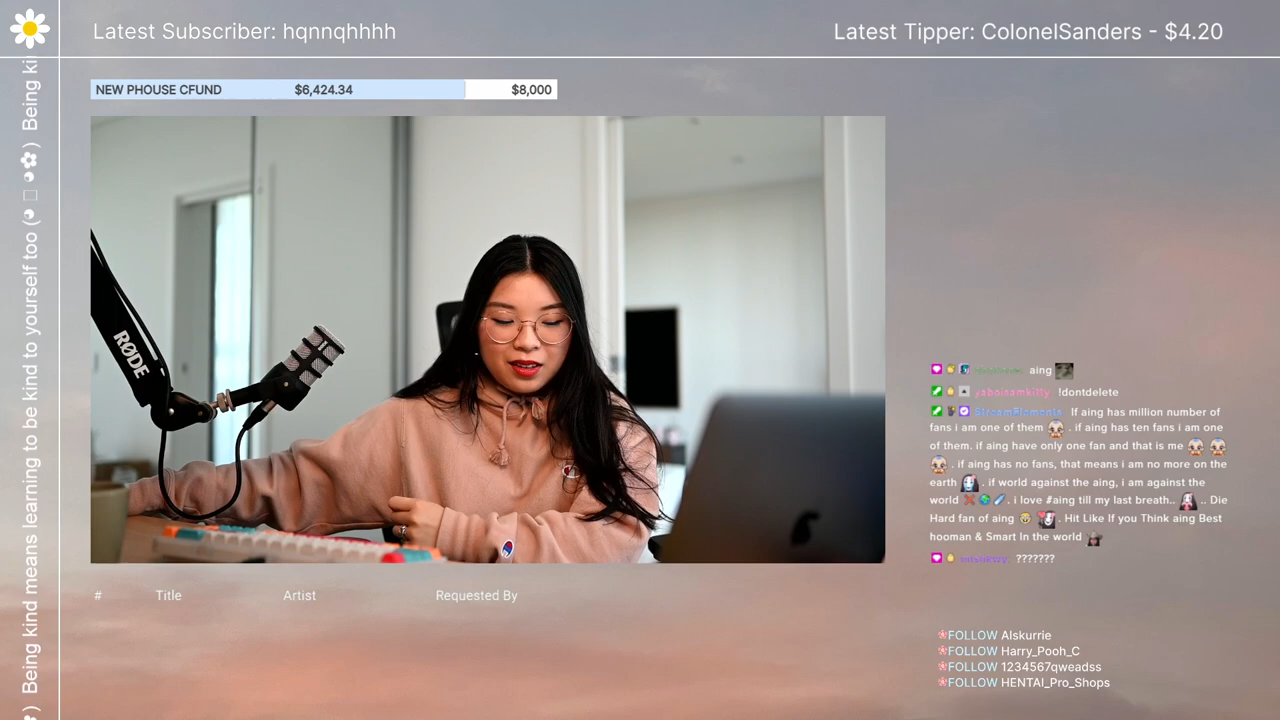 Latest Subscriber: hqnnqhhhh
Latest Tipper: ColonelSanders - $4.20
NEW PHOUSE CFUND $6,424.34 $8,000
Being kind means learning to be kind to yourself too
Being ki
RØDE
aing
yaboitamkilly !dontdelete
StreamElements If aing has million number of
fans i am one of them . if aing has ten fans i am one
of them. if aing have only one fan and that is me
. if aing has no fans, that means i am no more on the
earth . if world against the aing, i am against the
world . i love #aing till my last breath.. .. Die
Hard fan of aing . Hit Like If you Think aing Best
hooman & Smart In the world
???????
# Title Artist Requested By
FOLLOW Alskurrie
FOLLOW Harry_Pooh_C
FOLLOW 1234567qweadss
FOLLOW HENTAI_Pro_Shops